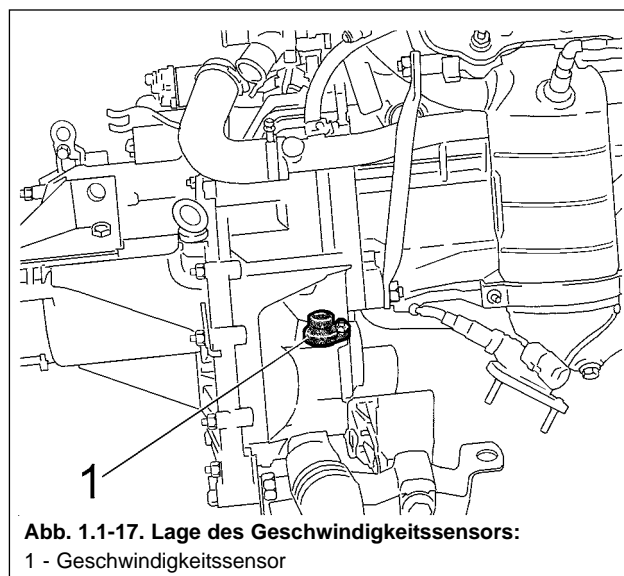 1
Abb. 1.1-17. Lage des Geschwindigkeitssensors:
1 - Geschwindigkeitssensor